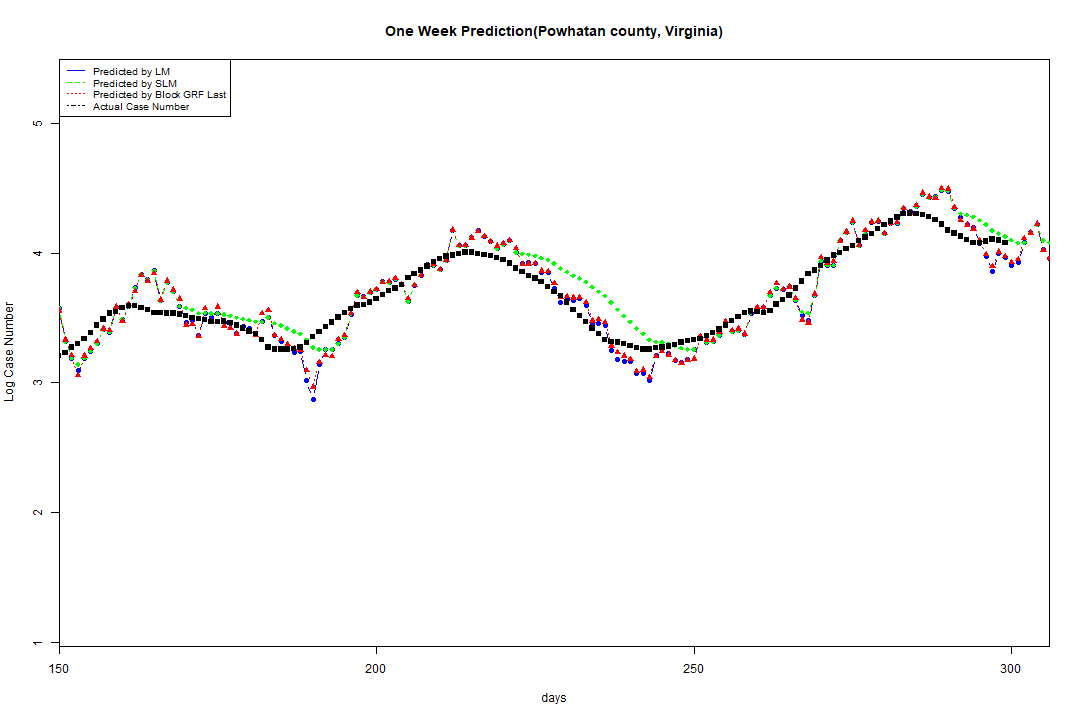 One Week Prediction(Powhatan county, Virginia)
Predicted by LM
Predicted by SLM
Predicted by Block GRF Last
Actual Case Number
5
4
3
2
1
Log Case Number
150 200 250 300
days